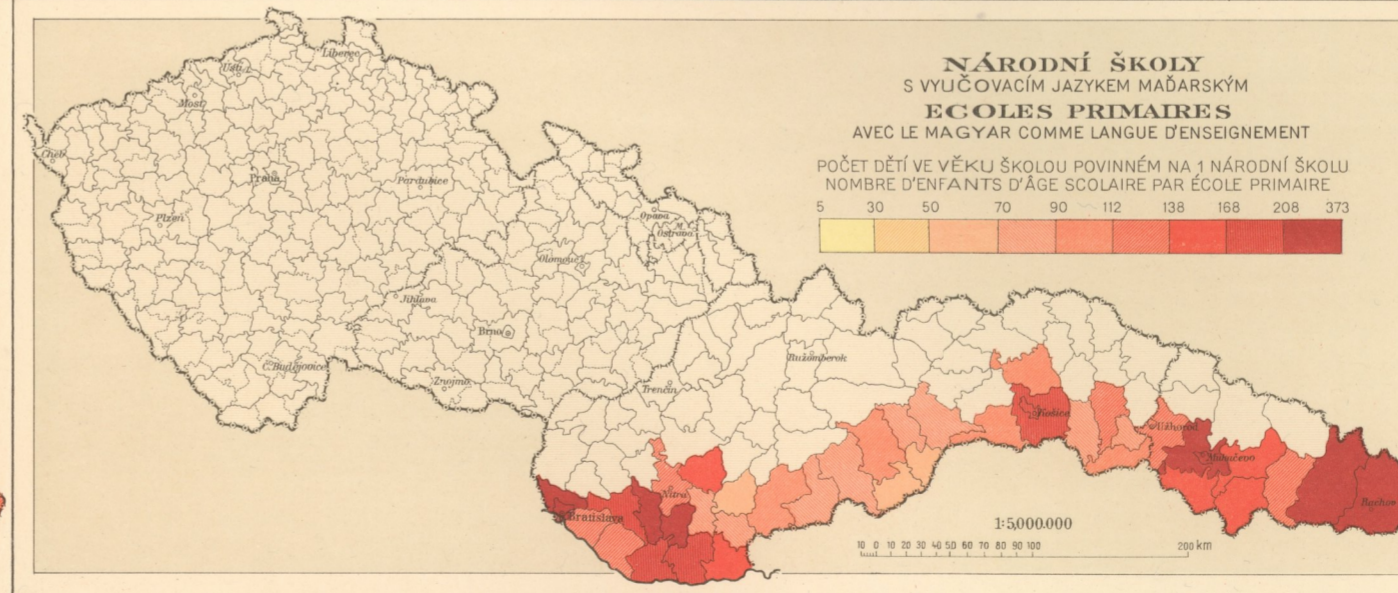 NÁRODNÍ ŠKOLY
S VYUČOVACÍM JAZYKEM MAĎARSKÝM
ECOLES PRIMAIRES
AVEC LE MAGYAR COMME LANGUE D'ENSEIGNEMENT
POČET DĚTÍ VE VĚKU ŠKOLOU POVINNÉM NA 1 NÁRODNÍ ŠKOLU
NOMBRE D'ENFANTS D'ÂGE SCOLAIRE PAR ÉCOLE PRIMAIRE
5 30 50 70 90 112 138 168 208 373
Liberec
Ústí
Most
Cheb
Praha
Pardubice
Plzeň
Opava
M.
Ostrava
Olomouc
Jihlava
Brno
Č. Budějovice
Znojmo
Trenčín
Ružomberok
Košice
Užhorod
Mukačevo
Nitra
Bratislava
1:5,000.000
10 0 10 20 30 40 50 60 70 80 90 100 200 km